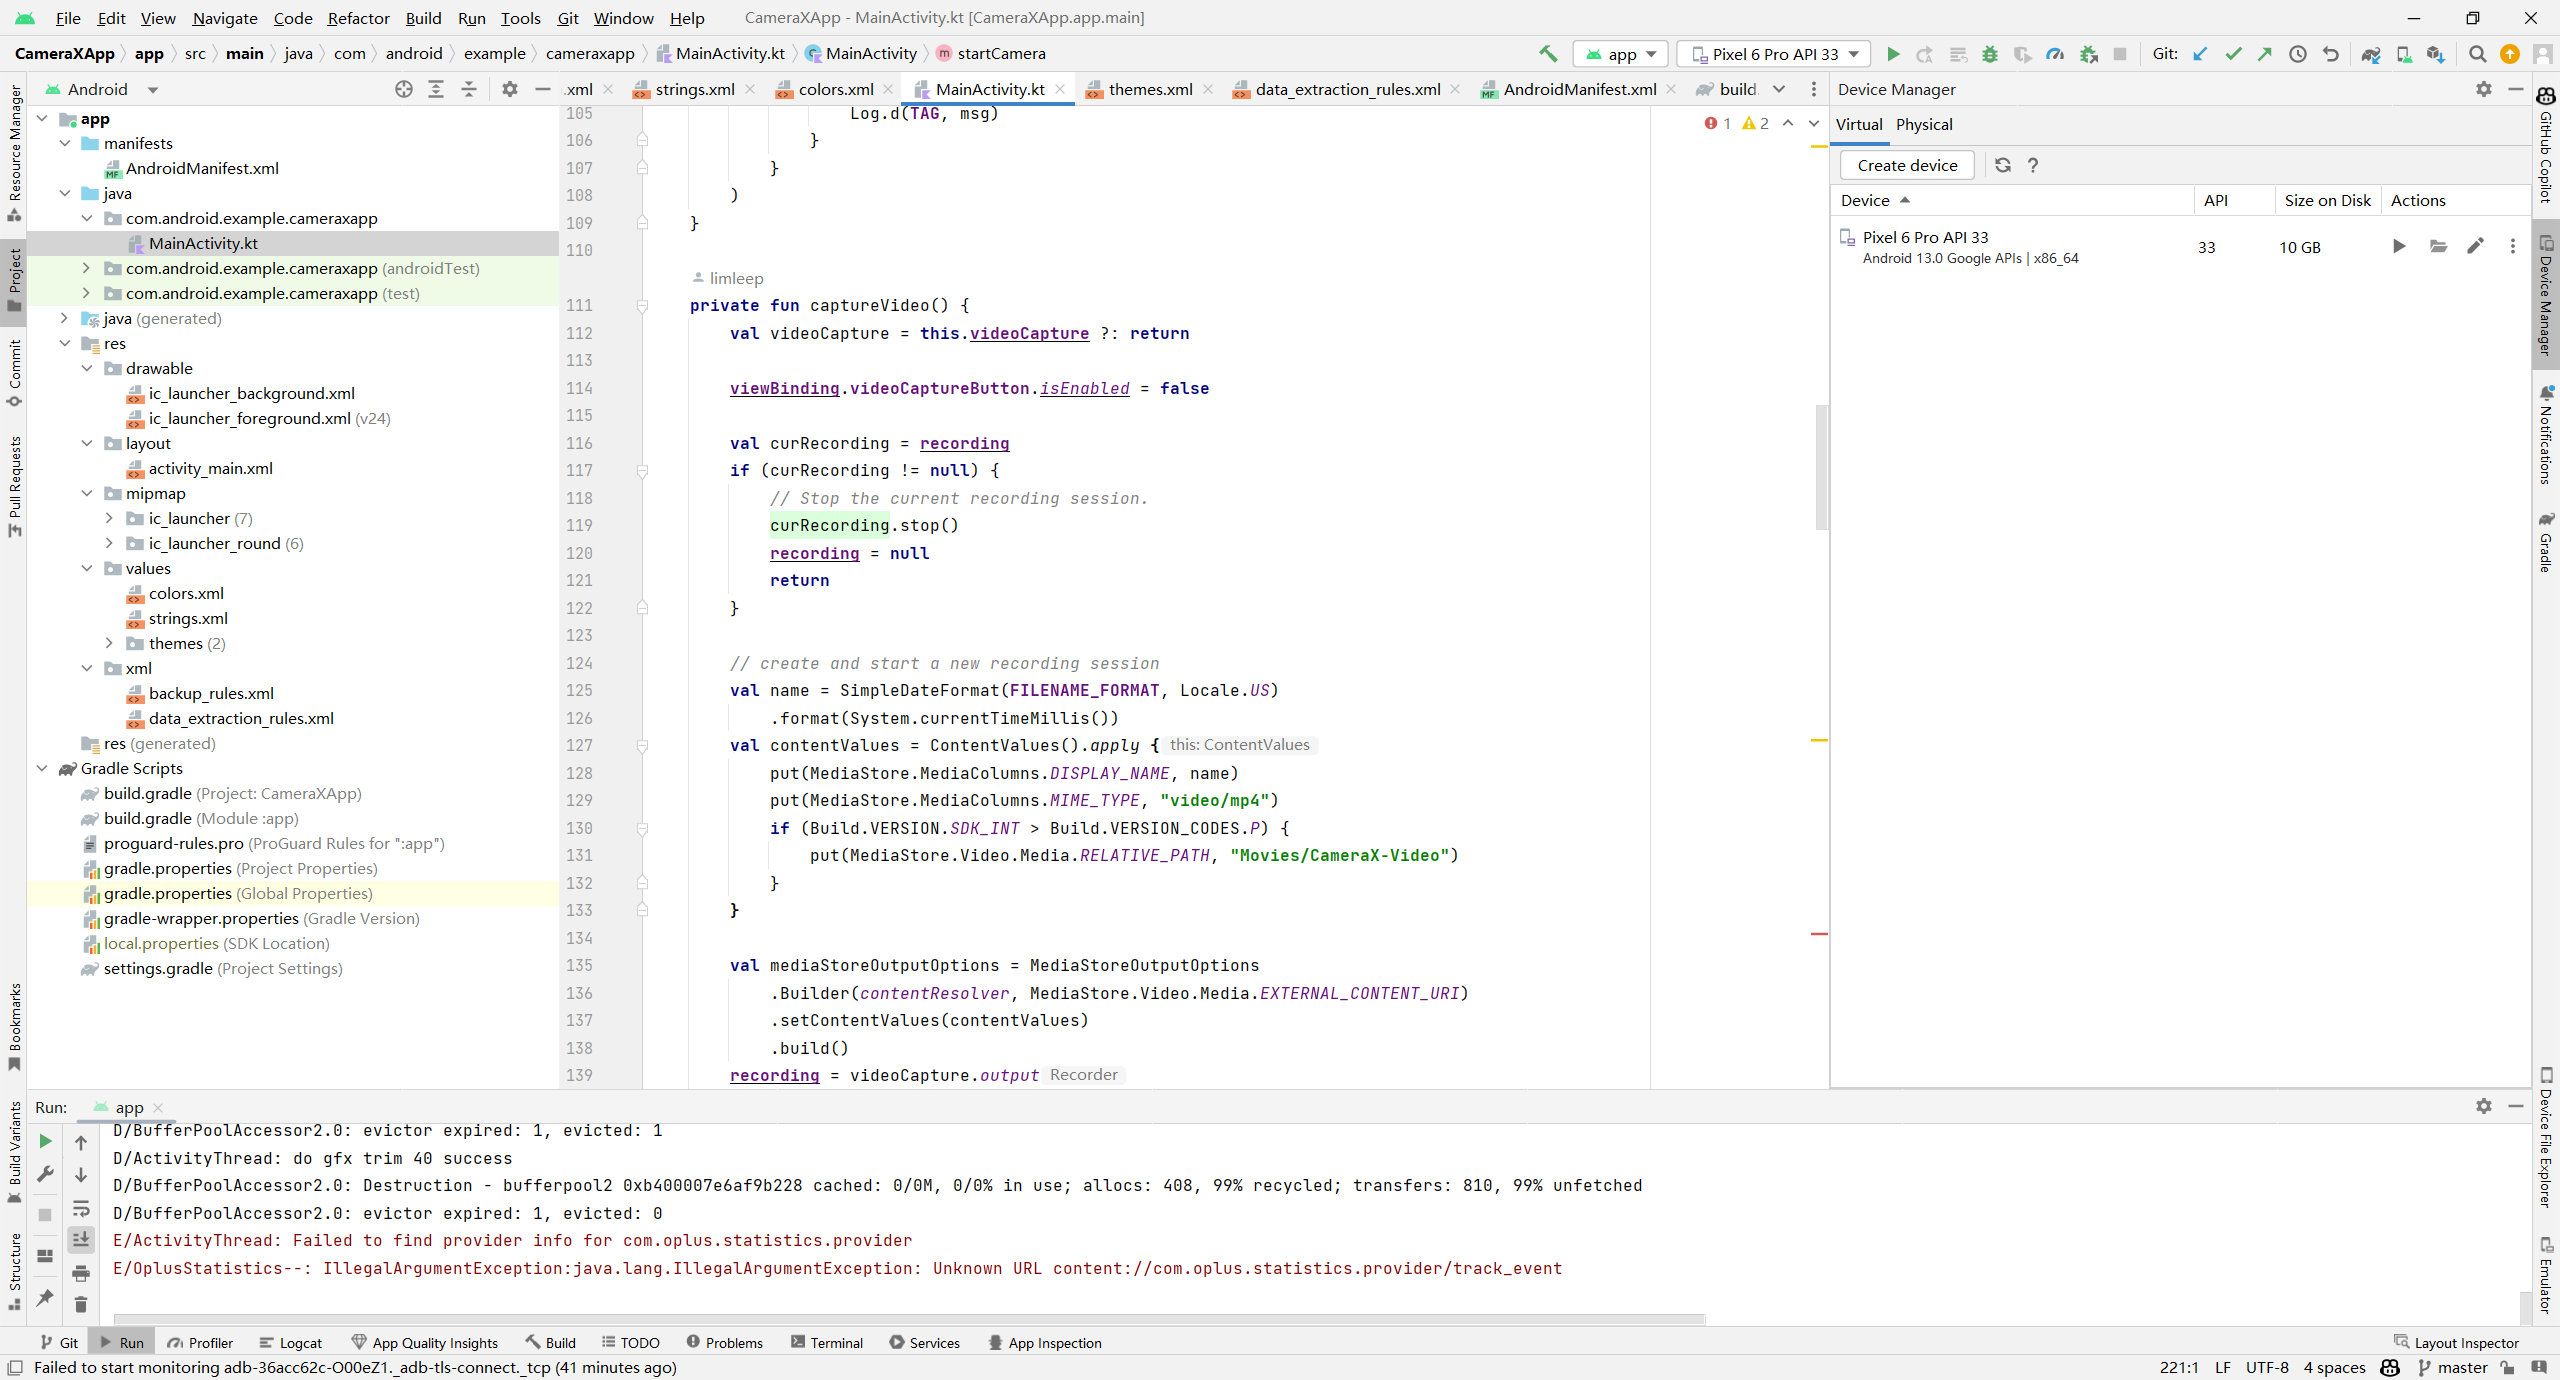 File Edit View Navigate Code Refactor Build Run Tools Git Window Help CameraXApp - MainActivity.kt [CameraXApp.app.main]
CameraXApp app src main java com android example cameraxapp MainActivity.kt MainActivity startCamera app Pixel 6 Pro API 33 Git:
Android .xml strings.xml colors.xml MainActivity.kt themes.xml data_extraction_rules.xml AndroidManifest.xml build. Device Manager
Resource Manager
Project
Commit
Pull Requests
Bookmarks
Build Variants
Structure
app
manifests
AndroidManifest.xml
java
com.android.example.cameraxapp
MainActivity.kt
com.android.example.cameraxapp (androidTest)
com.android.example.cameraxapp (test)
java (generated)
res
drawable
ic_launcher_background.xml
ic_launcher_foreground.xml (v24)
layout
activity_main.xml
mipmap
ic_launcher (7)
ic_launcher_round (6)
values
colors.xml
strings.xml
themes (2)
xml
backup_rules.xml
data_extraction_rules.xml
res (generated)
Gradle Scripts
build.gradle (Project: CameraXApp)
build.gradle (Module :app)
proguard-rules.pro (ProGuard Rules for ":app")
gradle.properties (Project Properties)
gradle.properties (Global Properties)
gradle-wrapper.properties (Gradle Version)
local.properties (SDK Location)
settings.gradle (Project Settings)
1 2
105 Log.d(TAG, msg)
106 }
107 }
108 )
109 }
110
limleep
111 private fun captureVideo() {
112 val videoCapture = this.videoCapture ?: return
113
114 viewBinding.videoCaptureButton.isEnabled = false
115
116 val curRecording = recording
117 if (curRecording != null) {
118 // Stop the current recording session.
119 curRecording.stop()
120 recording = null
121 return
122 }
123
124 // create and start a new recording session
125 val name = SimpleDateFormat(FILENAME_FORMAT, Locale.US)
126 .format(System.currentTimeMillis())
127 val contentValues = ContentValues().apply { this: ContentValues
128 put(MediaStore.MediaColumns.DISPLAY_NAME, name)
129 put(MediaStore.MediaColumns.MIME_TYPE, "video/mp4")
130 if (Build.VERSION.SDK_INT > Build.VERSION_CODES.P) {
131 put(MediaStore.Video.Media.RELATIVE_PATH, "Movies/CameraX-Video")
132 }
133 }
134
135 val mediaStoreOutputOptions = MediaStoreOutputOptions
136 .Builder(contentResolver, MediaStore.Video.Media.EXTERNAL_CONTENT_URI)
137 .setContentValues(contentValues)
138 .build()
139 recording = videoCapture.output Recorder
Virtual Physical
Create device ?
Device API Size on Disk Actions
Pixel 6 Pro API 33 33 10 GB
Android 13.0 Google APIs | x86_64
GitHub Copilot
Device Manager
Notifications
Gradle
Device File Explorer
Emulator
Run: app
D/BufferPoolAccessor2.0: evictor expired: 1, evicted: 1
D/ActivityThread: do gfx trim 40 success
D/BufferPoolAccessor2.0: Destruction - bufferpool2 0xb400007e6af9b228 cached: 0/0M, 0/0% in use; allocs: 408, 99% recycled; transfers: 810, 99% unfetched
D/BufferPoolAccessor2.0: evictor expired: 1, evicted: 0
E/ActivityThread: Failed to find provider info for com.oplus.statistics.provider
E/OplusStatistics--: IllegalArgumentException:java.lang.IllegalArgumentException: Unknown URL content://com.oplus.statistics.provider/track_event
Git Run Profiler Logcat App Quality Insights Build TODO Problems Terminal Services App Inspection Layout Inspector
Failed to start monitoring adb-36acc62c-O00eZ1._adb-tls-connect._tcp (41 minutes ago) 221:1 LF UTF-8 4 spaces master